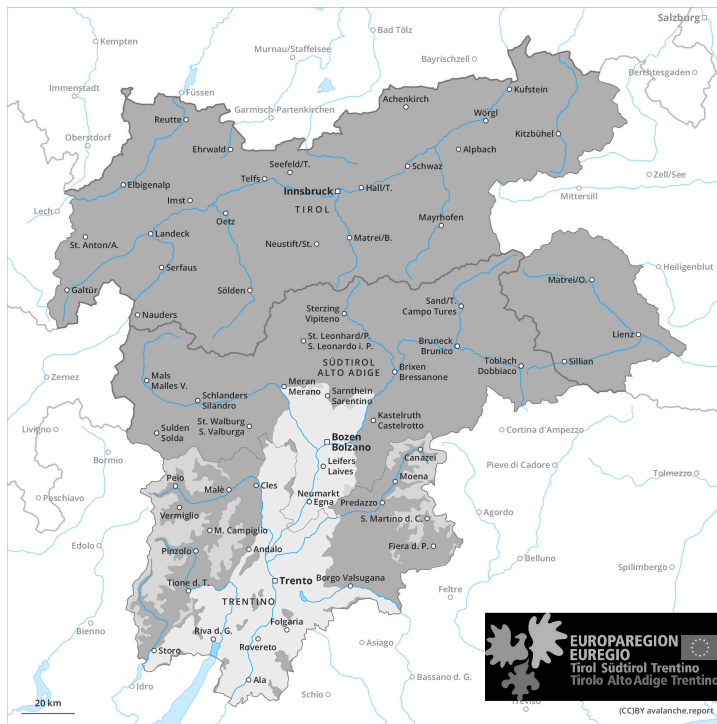 Salzburg
Kempten
Bad Tölz
Murnau/Staffelsee
Bayrischzell
Berchtesgaden
Immenstadt
Füssen
Garmisch-Partenkirchen
Achenkirch
Kufstein
Reutte
Wörgl
Oberstdorf
Kitzbühel
Ehrwald
Alpbach
Seefeld/T.
Schwaz
Telfs
Zell/See
Elbigenalp
Innsbruck
Hall/T.
Mittersill
Imst
TIROL
Lech
Oetz
Mayrhofen
St. Anton/A.
Landeck
Neustift/St.
Matrei/B.
Serfaus
Heiligenblut
Galtür
Sölden
Matrei/O.
Nauders
Sterzing
Vipiteno
Sand/T.
Campo Tures
St. Leonhard/P.
S. Leonardo i. P.
Lienz
Bruneck
Brunico
SÜDTIROL
ALTO ADIGE
Toblach
Dobbiaco
Sillian
Zernez
Mals
Malles V.
Brixen
Bressanone
Meran
Merano
Sarnthein
Sarentino
Schlanders
Silandro
Livigno
St. Walburg
S. Valburga
Kastelruth
Castelrotto
Sulden
Solda
Cortina d'Ampezzo
Bozen
Bolzano
Bormio
Canazei
Leifers
Laives
Pieve di Cadore
Tolmezzo
Peio
Malè
Cles
Moena
Poschiavo
Neumarkt
Egna
Predazzo
Vermiglio
Agordo
S. Martino d. C.
M. Campiglio
Edolo
Pinzolo
Andalo
Fiera d. P.
Belluno
Spilimbergo
Tione d. T.
Trento
Borgo Valsugana
Feltre
TRENTINO
Bienno
Riva d. G.
Folgaria
Rovereto
Asiago
Storo
Ala
Idro
Schio
Bassano d. G.
Treviso
20 km
EUROPAREGION
EUREGIO
Tirol Südtirol Trentino
Tirolo Alto Adige Trentino
(CC)BY avalanche.report